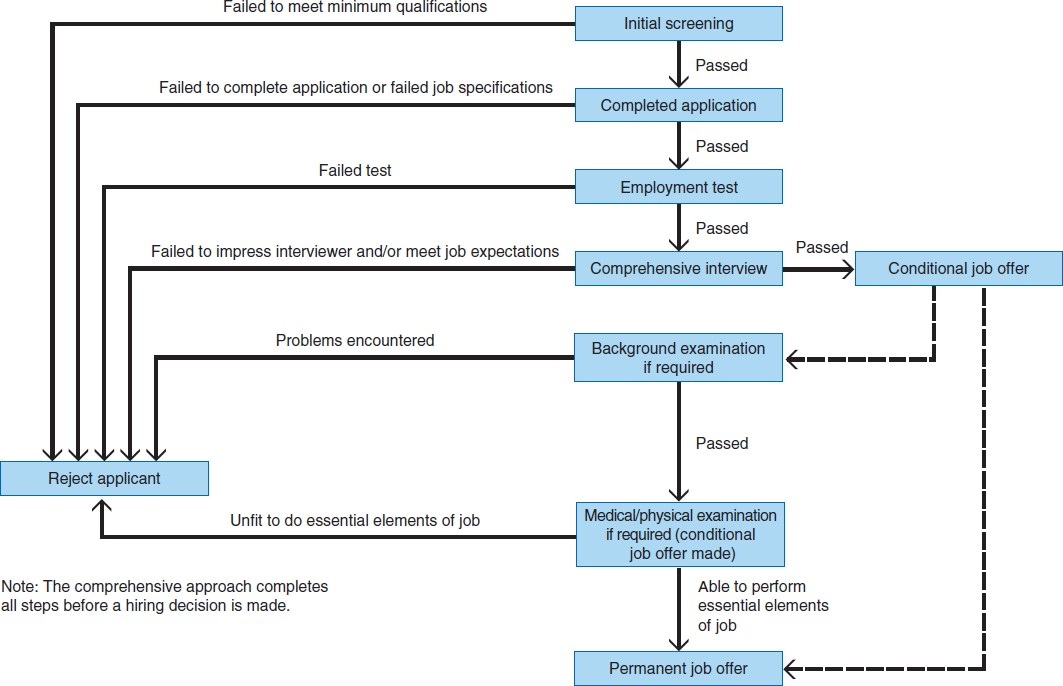 Failed to meet minimum qualifications
Initial screening
Passed
Failed to complete application or failed job specifications
Completed application
Passed
Failed test
Employment test
Passed
Failed to impress interviewer and/or meet job expectations
Comprehensive interview
Passed
Conditional job offer
Problems encountered
Background examination
if required
Passed
Reject applicant
Unfit to do essential elements of job
Medical/physical examination
if required (conditional
job offer made)
Note: The comprehensive approach completes
all steps before a hiring decision is made.
Able to perform
essential elements
of job
Permanent job offer